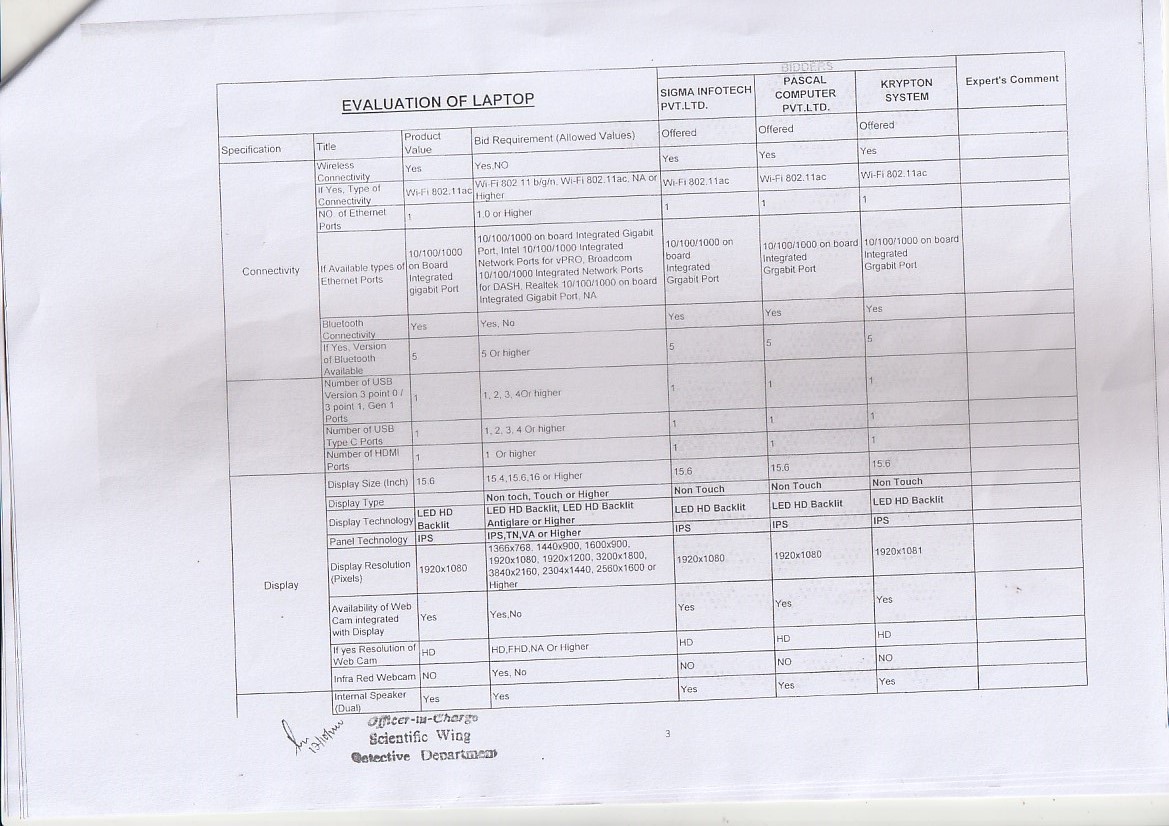 BIDDERS
EVALUATION OF LAPTOP
SIGMA INFOTECH PVT.LTD.
PASCAL COMPUTER PVT.LTD.
KRYPTON SYSTEM
Expert's Comment
Specification Title Product Value Bid Requirement (Allowed Values) Offered Offered Offered
Wireless Connectivity Yes Yes,NO Yes Yes Yes
If Yes, Type of Connectivity Wi-Fi 802.11ac Wi-Fi 802 11 b/g/n, Wi-Fi 802.11ac, NA or Higher Wi-Fi 802.11ac Wi-Fi 802.11ac Wi-Fi 802.11ac
NO of Ethernet Ports 1 1.0 or Higher 1 1 1
Connectivity
If Available types of Ethernet Ports
10/100/1000 on Board Integrated gigabit Port
10/100/1000 on board Integrated Gigabit
Port, Intel 10/100/1000 Integrated
Network Ports for vPRO, Broadcom
10/100/1000 Integrated Network Ports
for DASH, Realtek 10/100/1000 on board
Integrated Gigabit Port, NA
10/100/1000 on board Integrated Grgabit Port
10/100/1000 on board Integrated Grgabit Port
10/100/1000 on board Integrated Grgabit Port
Bluetooth Connectivity Yes Yes, No Yes Yes Yes
If Yes, Version of Bluetooth Available 5 5 Or higher 5 5 5
Number of USB Version 3 point 0 / 3 point 1, Gen 1 Ports 1 1, 2, 3, 4Or higher 1 1 1
Number of USB Type C Ports 1 1, 2, 3, 4 Or higher 1 1 1
Number of HDMI Ports 1 1 Or higher 1 1 1
Display
Display Size (Inch) 15.6 15.4,15.6,16 or Higher 15.6 15.6 15.6
Display Type Non toch, Touch or Higher Non Touch Non Touch Non Touch
Display Technology LED HD Backlit LED HD Backlit, LED HD Backlit Antiglare or Higher LED HD Backlit LED HD Backlit LED HD Backlit
Panel Technology IPS IPS,TN,VA or Higher IPS IPS IPS
Display Resolution (Pixels) 1920x1080
1366x768, 1440x900, 1600x900,
1920x1080, 1920x1200, 3200x1800,
3840x2160, 2304x1440, 2560x1600 or
Higher
1920x1080 1920x1080 1920x1081
Availability of Web Cam integrated with Display Yes Yes,No Yes Yes Yes
If yes Resolution of Web Cam HD HD,FHD,NA Or Higher HD HD HD
Infra Red Webcam NO Yes, No NO NO NO
Internal Speaker (Dual) Yes Yes Yes Yes Yes
Officer-in-Charge
Scientific Wing
Detective Department
3